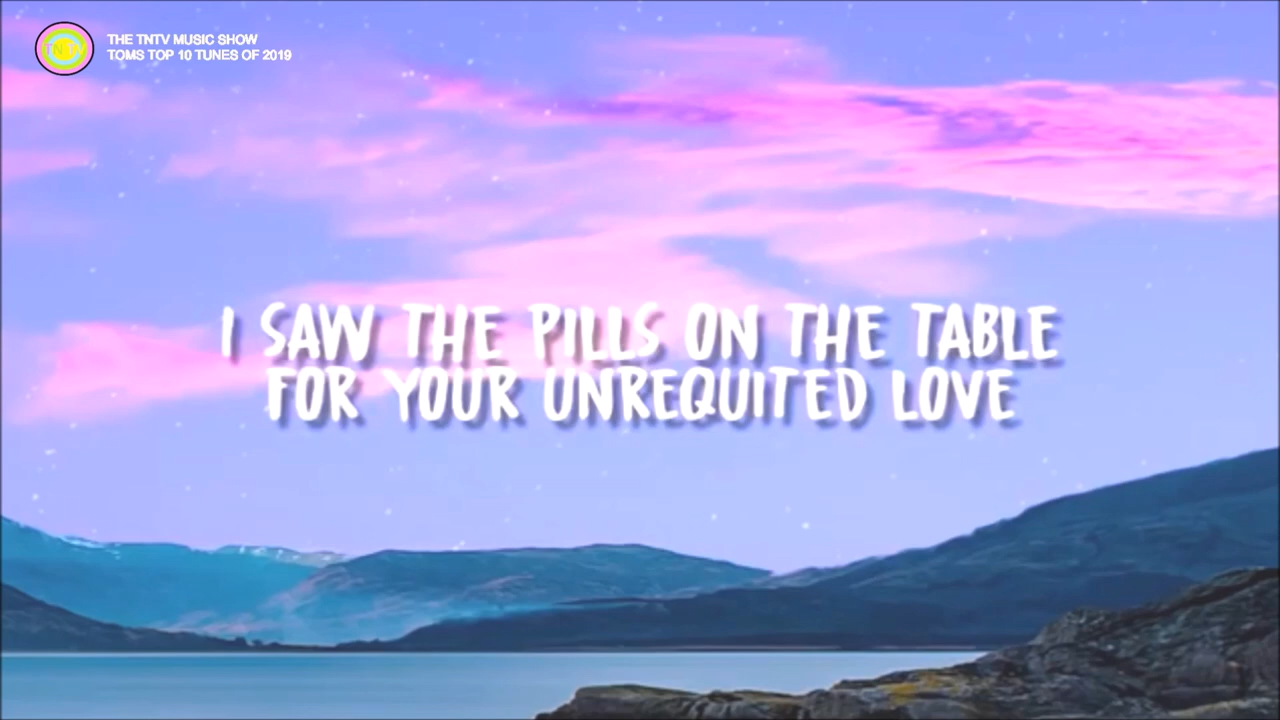 THE TNTV MUSIC SHOW
TOMS TOP 10 TUNES OF 2019
TNTV
I SAW THE PILLS ON THE TABLE
FOR YOUR UNREQUITED LOVE